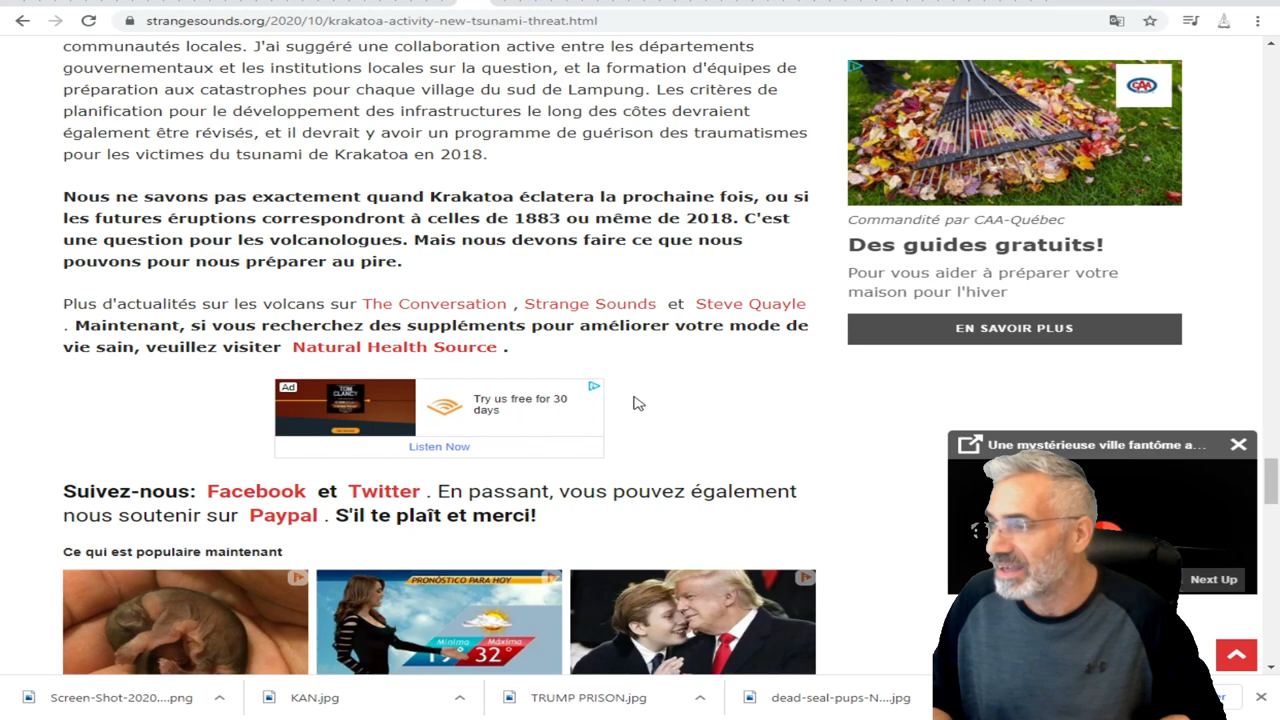 strangesounds.org/2020/10/krakatoa-activity-new-tsunami-threat.html
communautés locales. J'ai suggéré une collaboration active entre les départements
gouvernementaux et les institutions locales sur la question, et la formation d'équipes de
préparation aux catastrophes pour chaque village du sud de Lampung. Les critères de
planification pour le développement des infrastructures le long des côtes devraient
également être révisés, et il devrait y avoir un programme de guérison des traumatismes
pour les victimes du tsunami de Krakatoa en 2018.
Nous ne savons pas exactement quand Krakatoa éclatera la prochaine fois, ou si
les futures éruptions correspondront à celles de 1883 ou même de 2018. C'est
une question pour les volcanologues. Mais nous devons faire ce que nous
pouvons pour nous préparer au pire.
Plus d'actualités sur les volcans sur The Conversation , Strange Sounds et Steve Quayle
. Maintenant, si vous recherchez des suppléments pour améliorer votre mode de
vie sain, veuillez visiter Natural Health Source .
Ad
TOM
CLANCY
Try us free for 30
days
Listen Now
Suivez-nous: Facebook et Twitter . En passant, vous pouvez également
nous soutenir sur Paypal . S'il te plaît et merci!
Ce qui est populaire maintenant
PRONÓSTICO PARA HOY
Mínima Máxima
32°
CAA
Commandité par CAA-Québec
Des guides gratuits!
Pour vous aider à préparer votre
maison pour l'hiver
EN SAVOIR PLUS
Une mystérieuse ville fantôme a...
Next Up
Screen-Shot-2020....png
KAN.jpg
TRUMP PRISON.jpg
dead-seal-pups-N....jpg